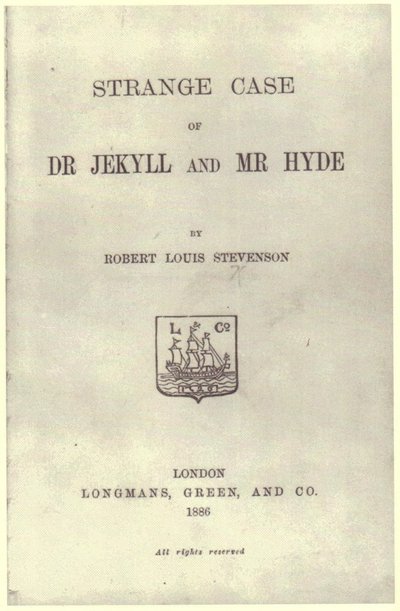 STRANGE CASE
OF
DR JEKYLL AND MR HYDE
BY
ROBERT LOUIS STEVENSON
L Co
LONDON
LONGMANS, GREEN, AND CO.
1886
All rights reserved